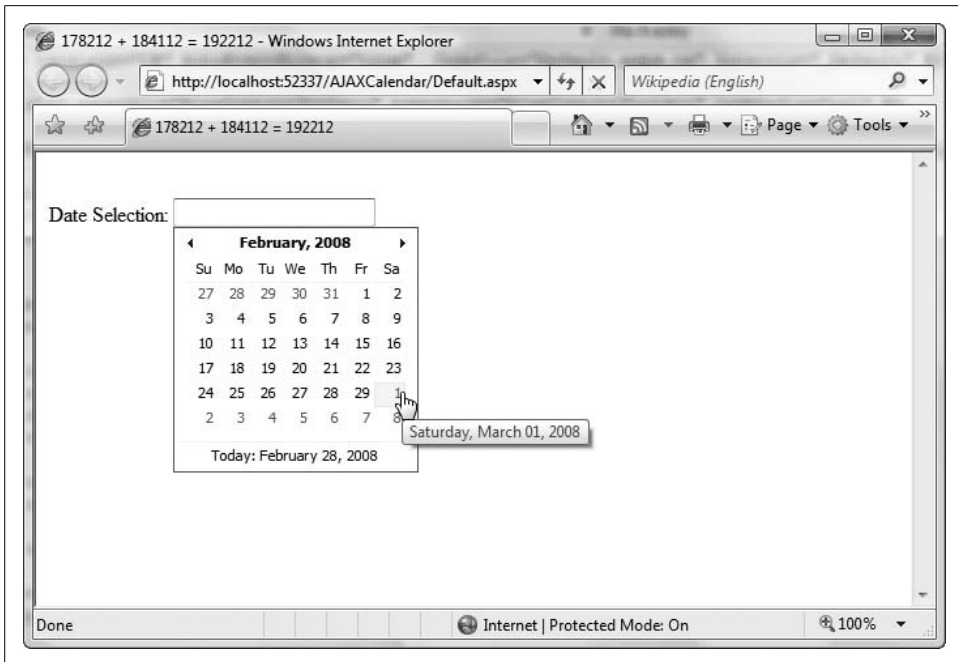 178212 + 184112 = 192212 - Windows Internet Explorer
http://localhost:52337/AJAXCalendar/Default.aspx
Wikipedia (English)
178212 + 184112 = 192212
Page
Tools
Date Selection:
February, 2008
Su Mo Tu We Th Fr Sa
27 28 29 30 31 1 2
3 4 5 6 7 8 9
10 11 12 13 14 15 16
17 18 19 20 21 22 23
24 25 26 27 28 29 1
2 3 4 5 6 7 8
Saturday, March 01, 2008
Today: February 28, 2008
Done
Internet | Protected Mode: On
100%